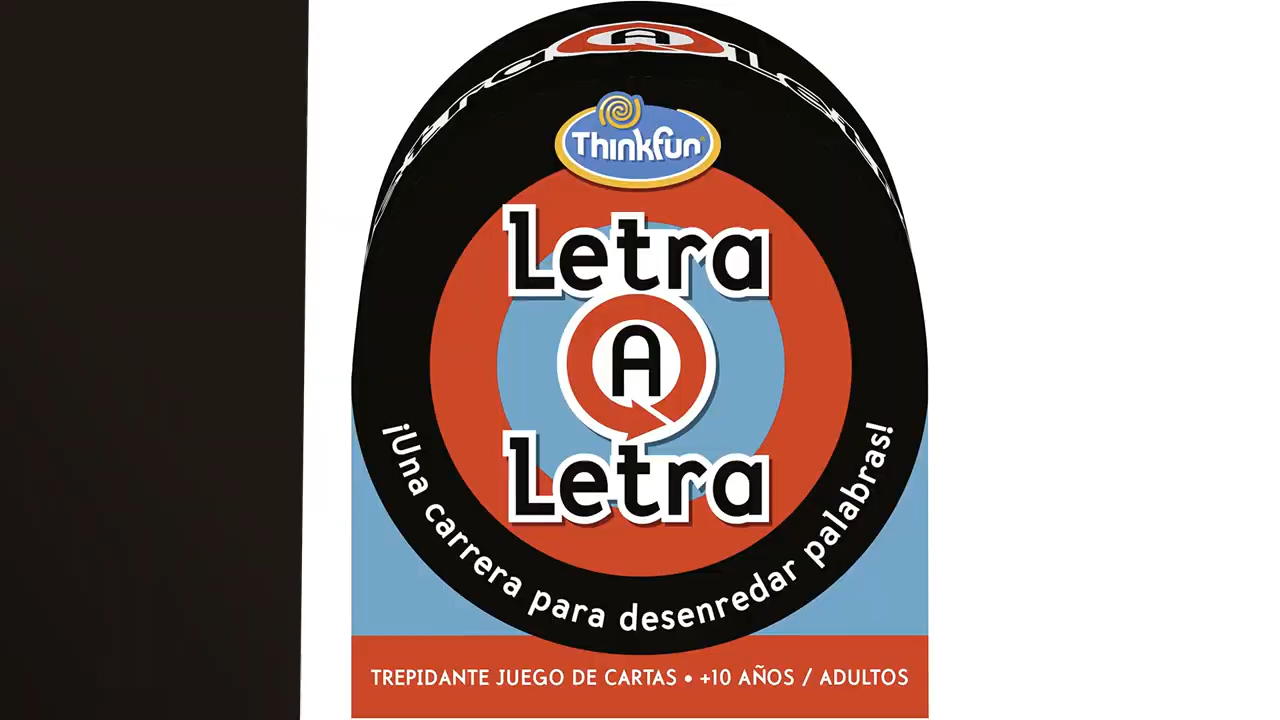 Thinkfun
Letra
A
Letra
¡Una carrera para desenredar palabras!
TREPIDANTE JUEGO DE CARTAS • +10 AÑOS / ADULTOS